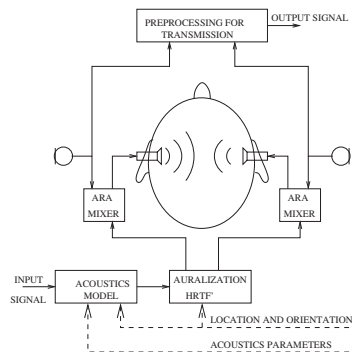 PREPROCESSING FOR
TRANSMISSION
OUTPUT SIGNAL
ARA
MIXER
ARA
MIXER
INPUT
SIGNAL
ACOUSTICS
MODEL
AURALIZATION
HRTF'
LOCATION AND ORIENTATION
ACOUSTICS PARAMETERS